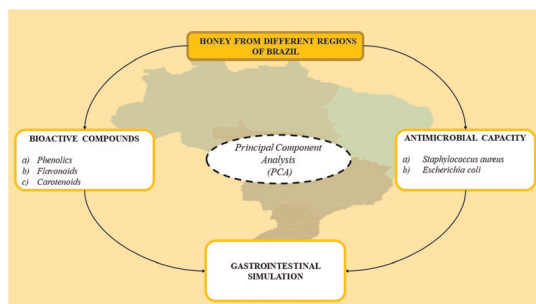 HONEY FROM DIFFERENT REGIONS
OF BRAZIL
BIOACTIVE COMPOUNDS
a) Phenolics
b) Flavonoids
c) Carotenoids
Principal Component
Analysis
(PCA)
ANTIMICROBIAL CAPACITY
a) Staphylococcus aureus
b) Escherichia coli
GASTROINTESTINAL
SIMULATION